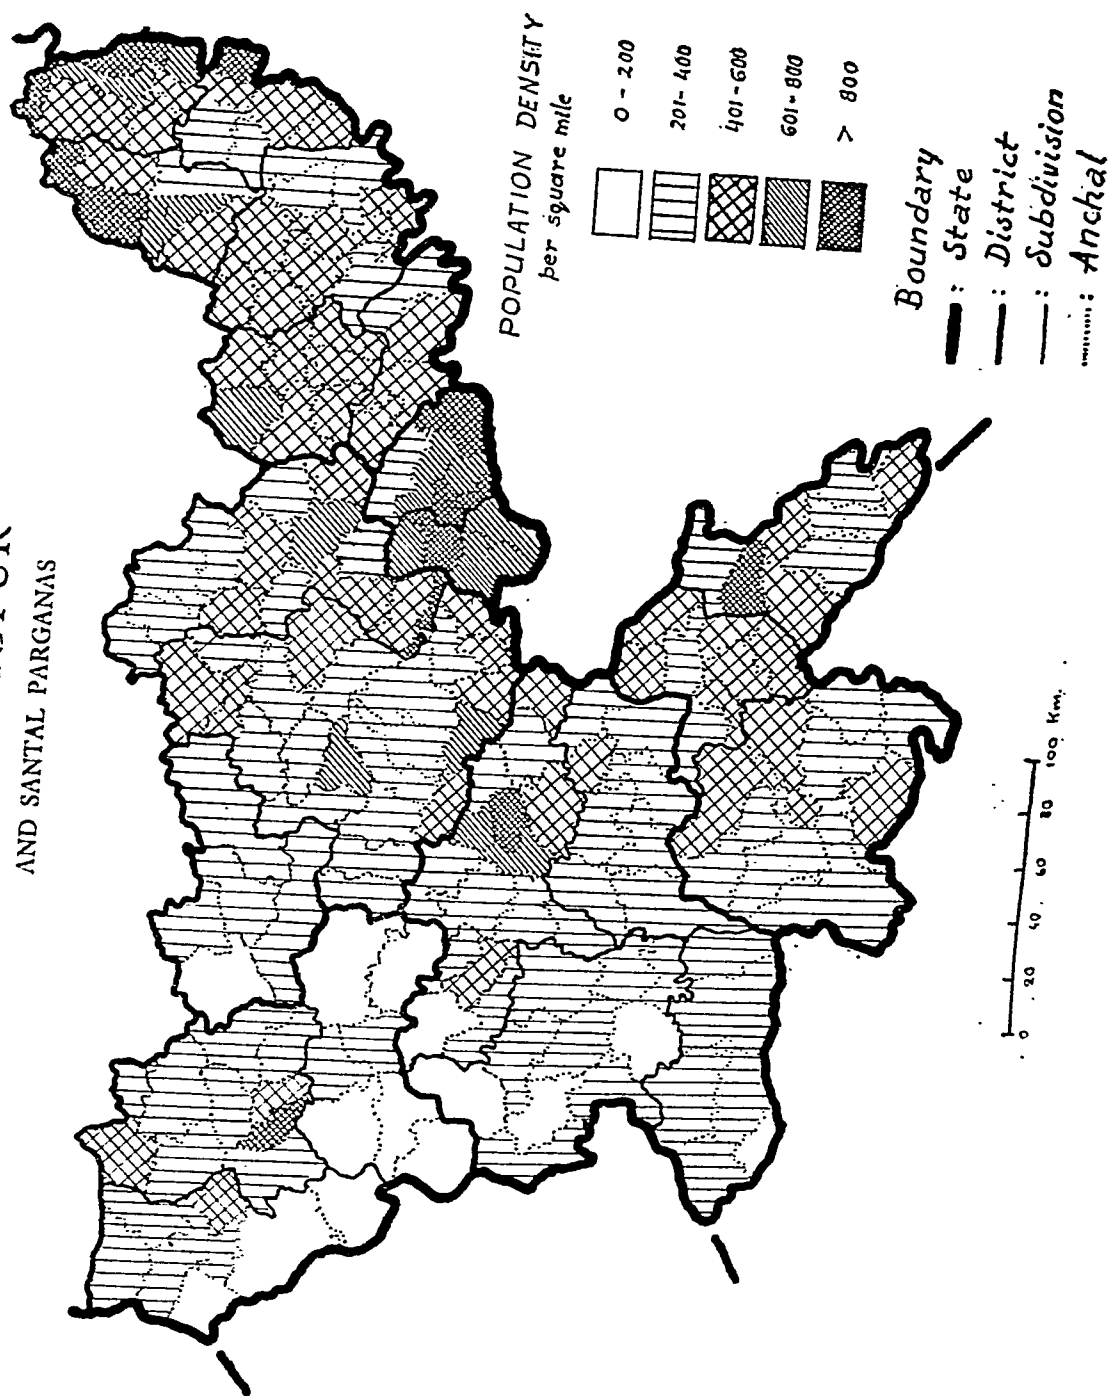 AND SANTAL PARGANAS
POPULATION DENSITY
per square mile
0 - 200
201 - 400
401 - 600
601 - 800
> 800
Boundary
: State
: District
: Subdivision
: Anchal
0 20 40 60 80 100 Km.